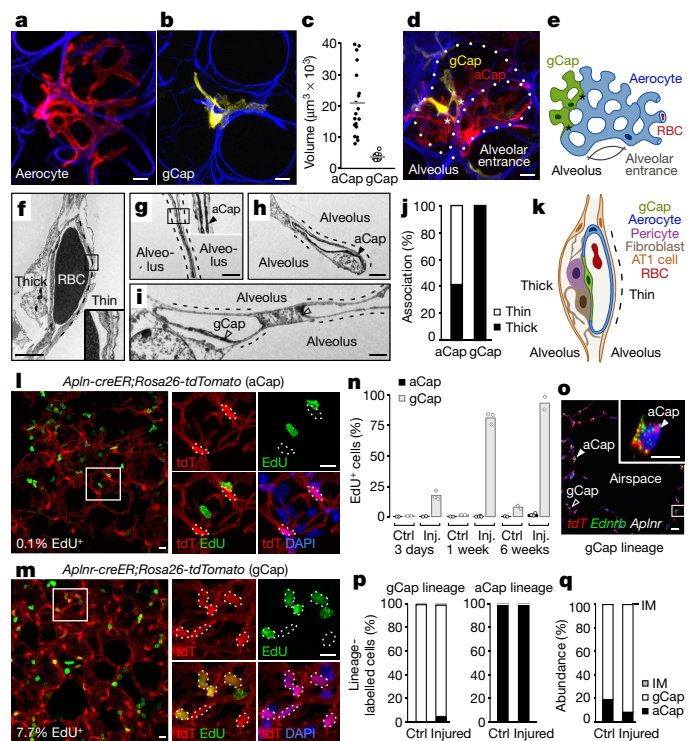 a
Aerocyte
b
gCap
c
Volume (µm³ × 10³)
40
30
20
10
0
aCap gCap
d
gCap
aCap
*
*
Alveolus
Alveolar
entrance
e
gCap
Aerocyte
*
*
RBC
Alveolus
Alveolar
entrance
f
RBC
Thick
Thin
g
aCap
Alveo-
lus
Alveo-
lus
h
Alveolus
aCap
i
Alveolus
gCap
Alveolus
j
Association (%)
100
80
60
40
20
0
aCap gCap
Thin
Thick
k
gCap
Aerocyte
Pericyte
Fibroblast
AT1 cell
RBC
Thick
Thin
Alveolus
Alveolus
l
Apln-creER;Rosa26-tdTomato (aCap)
0.1% EdU⁺
tdT
EdU
tdT EdU
tdT DAPI
m
Aplnr-creER;Rosa26-tdTomato (gCap)
7.7% EdU⁺
tdT
EdU
tdT EdU
tdT DAPI
n
aCap
gCap
EdU⁺ cells (%)
100
75
50
25
0
Ctrl Inj. Ctrl Inj. Ctrl Inj.
3 days 1 week 6 weeks
o
aCap
aCap
gCap
Airspace
tdT Ednrb Aplnr
gCap lineage
p
gCap lineage
aCap lineage
Lineage-
labelled cells (%)
100
80
60
40
20
0
Ctrl Injured
100
80
60
40
20
0
Ctrl Injured
q
Abundance (%)
100
80
60
40
20
0
IM
IM
gCap
aCap
Ctrl Injured